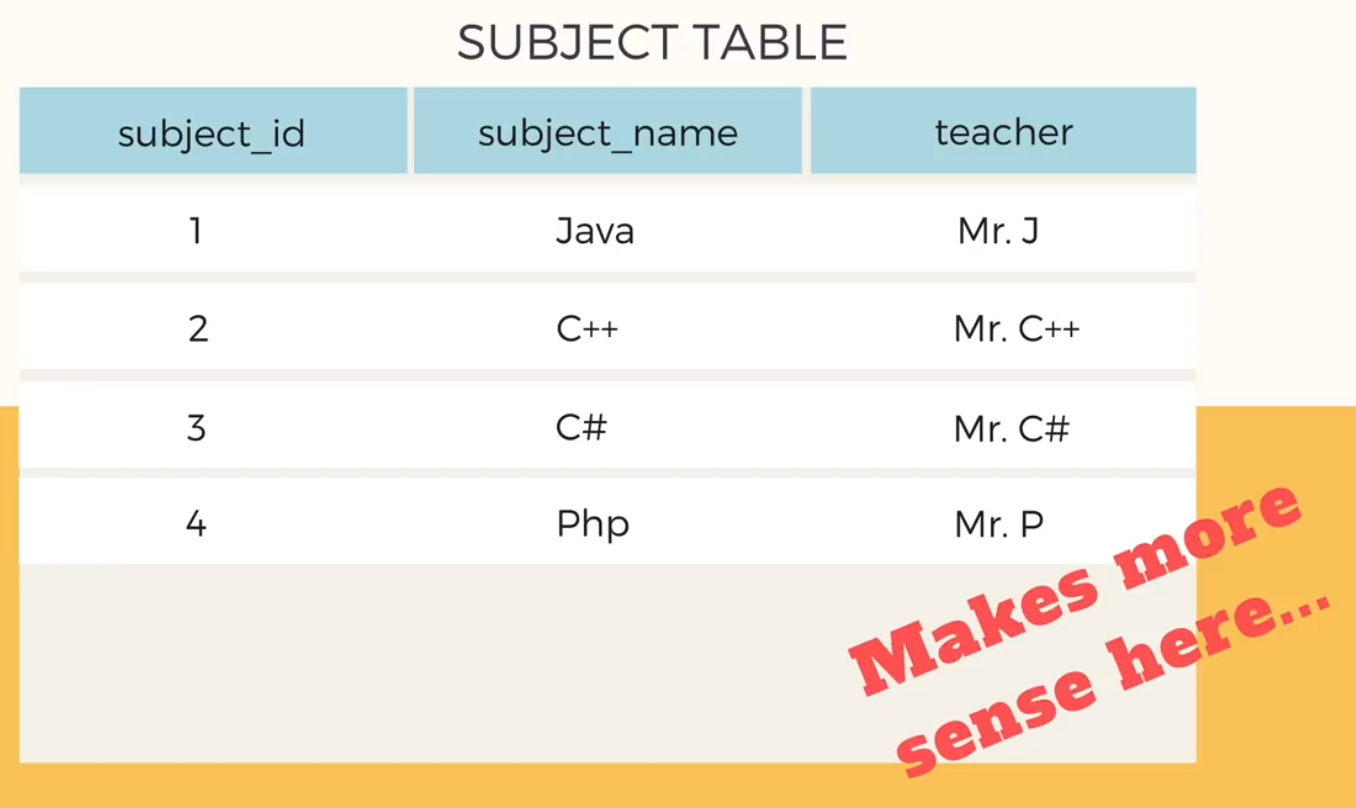 SUBJECT TABLE
subject_id subject_name teacher
1 Java Mr. J
2 C++ Mr. C++
3 C# Mr. C#
4 Php Mr. P
Makes more
sense here...